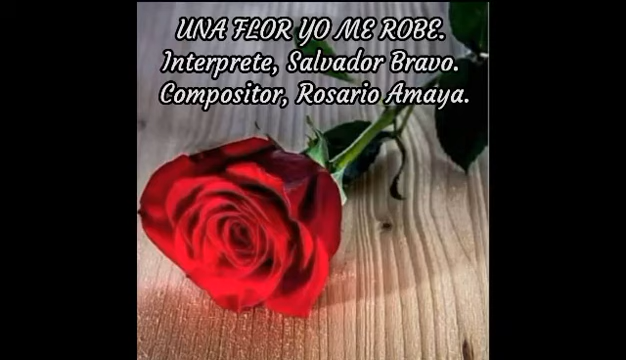 UNA FLOR YO ME ROBE.
Interprete, Salvador Bravo.
Compositor, Rosario Amaya.